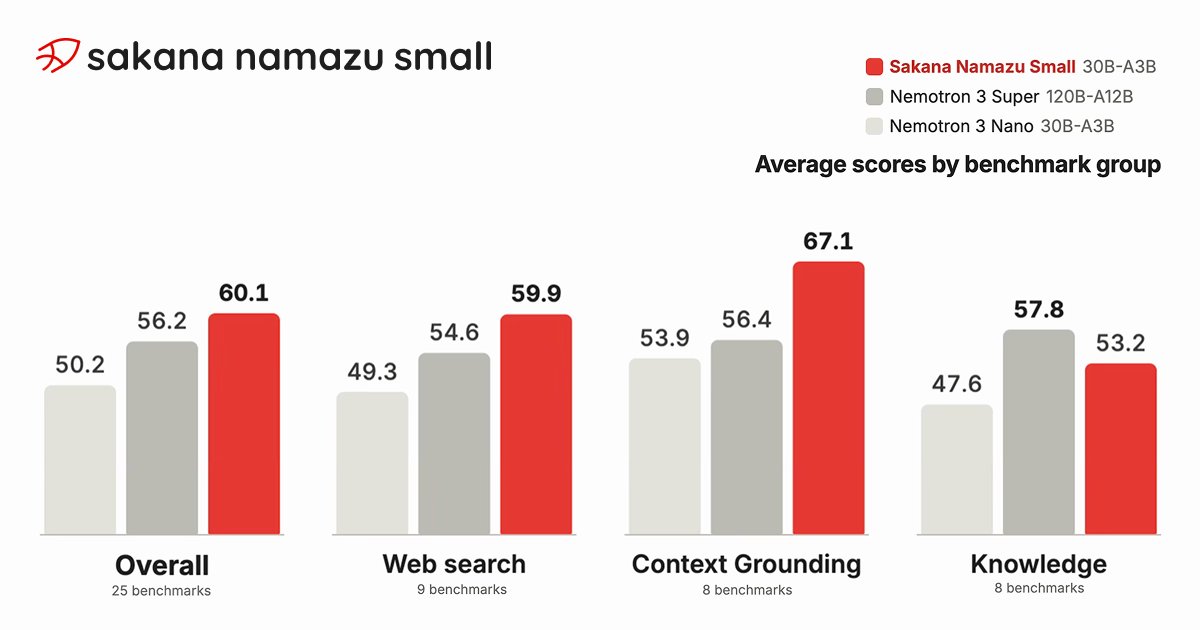 sakana namazu small
Sakana Namazu Small 30B-A3B
Nemotron 3 Super 120B-A12B
Nemotron 3 Nano 30B-A3B
Average scores by benchmark group
50.2
56.2
60.1
Overall
25 benchmarks
49.3
54.6
59.9
Web search
9 benchmarks
53.9
56.4
67.1
Context Grounding
8 benchmarks
47.6
57.8
53.2
Knowledge
8 benchmarks